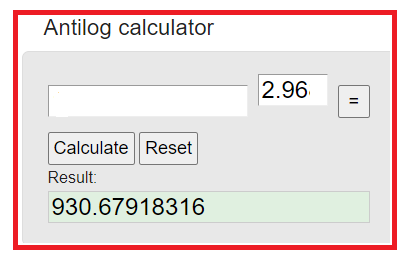 Antilog calculator
2.96
=
Calculate Reset
Result:
930.67918316